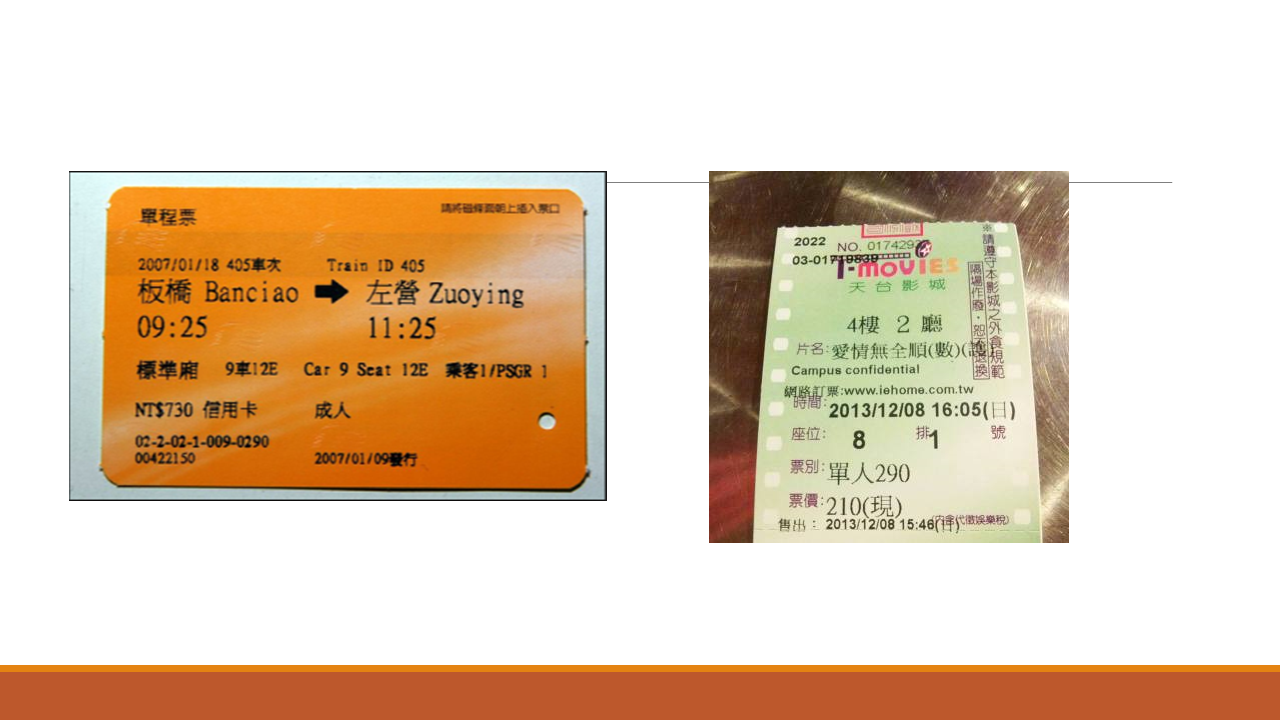 單程票
請將磁條面朝上插入票口
2007/01/18 405車次 Train ID 405
板橋 Banciao ➡ 左營 Zuoying
09:25 11:25
標準廂 9車12E Car 9 Seat 12E 乘客1/PSGR 1
NT$730 信用卡 成人
02-2-02-1-009-0290
00422150 2007/01/09發行
2022 NO. 017429
03-01719839
i-MOVIES
天台影城
4樓 2 廳
片名: 愛情無全順(數)(護)
Campus confidential
網路訂票:www.iehome.com.tw
時間: 2013/12/08 16:05(日)
座位: 8 排 1 號
票別: 單人290
票價: 210(現)
(內含代徵娛樂稅)
售出: 2013/12/08 15:46(日)
※請遵守本影城之外食規範
隔場作廢·恕不退換